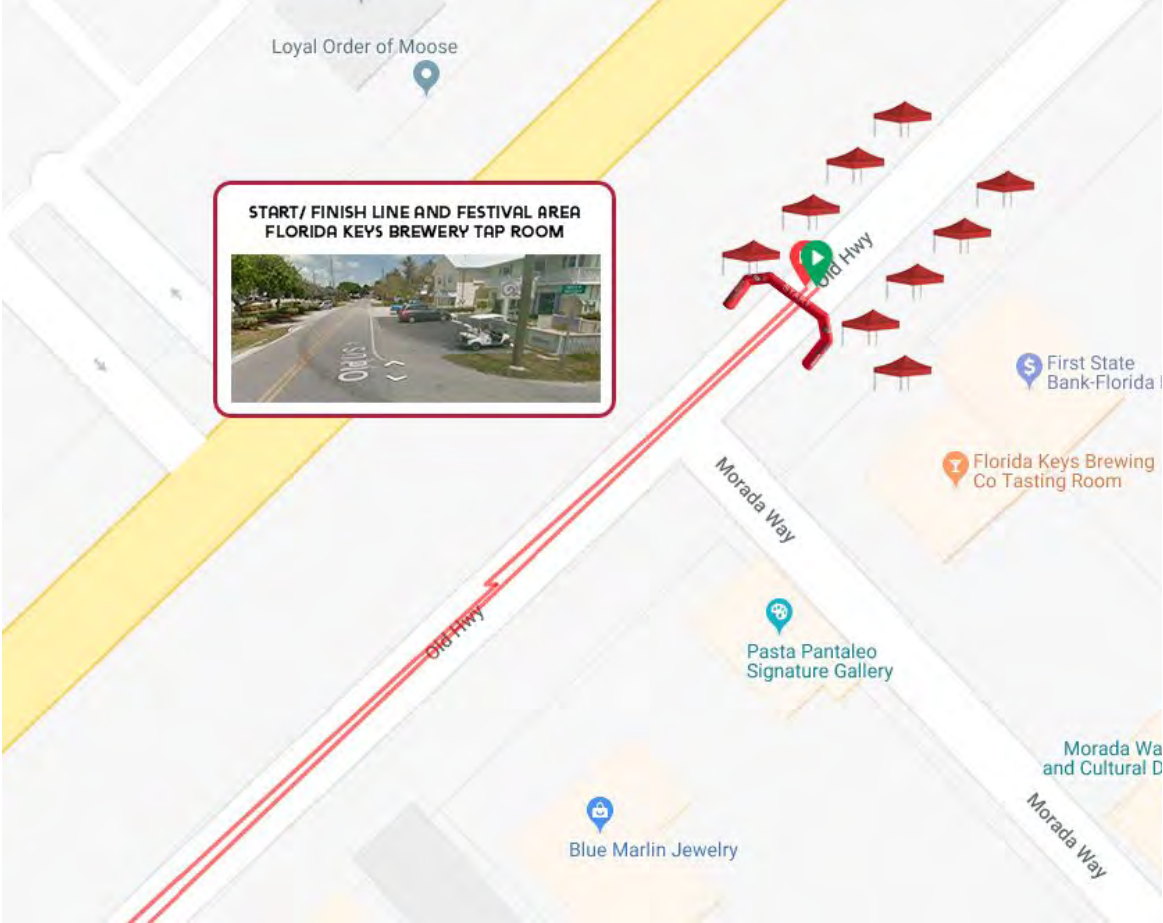 Loyal Order of Moose
START/ FINISH LINE AND FESTIVAL AREA
FLORIDA KEYS BREWERY TAP ROOM
Old US
Old Hwy
First State
Bank-Florida
Florida Keys Brewing
Co Tasting Room
Morada Way
Old Hwy
Pasta Pantaleo
Signature Gallery
Morada Wa
and Cultural D
Morada Way
Blue Marlin Jewelry